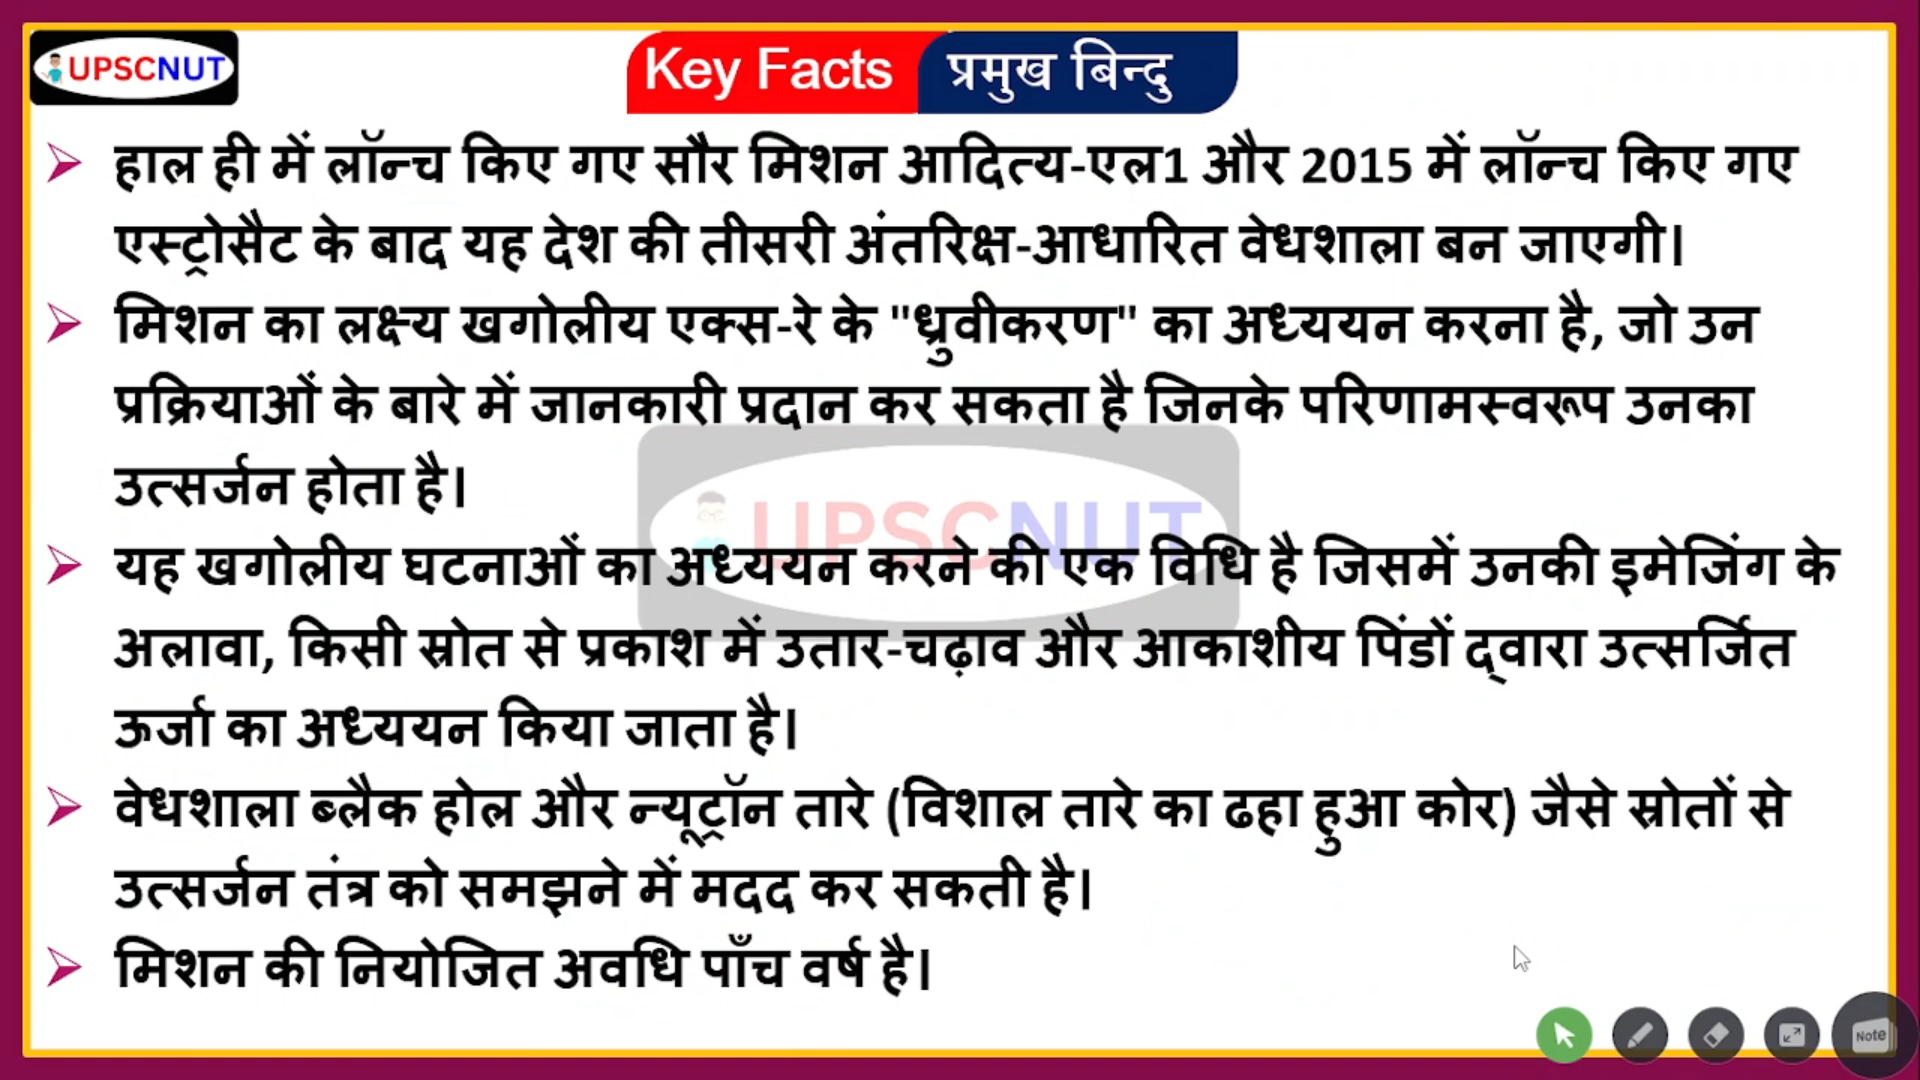 UPSCNUT
Key Facts प्रमुख बिन्दु
हाल ही में लॉन्च किए गए सौर मिशन आदित्य-एल1 और 2015 में लॉन्च किए गए
एस्ट्रोसैट के बाद यह देश की तीसरी अंतरिक्ष-आधारित वेधशाला बन जाएगी।
मिशन का लक्ष्य खगोलीय एक्स-रे के "ध्रुवीकरण" का अध्ययन करना है, जो उन
प्रक्रियाओं के बारे में जानकारी प्रदान कर सकता है जिनके परिणामस्वरूप उनका
उत्सर्जन होता है।
UPSCNUT
यह खगोलीय घटनाओं का अध्ययन करने की एक विधि है जिसमें उनकी इमेजिंग के
अलावा, किसी स्रोत से प्रकाश में उतार-चढ़ाव और आकाशीय पिंडों द्वारा उत्सर्जित
ऊर्जा का अध्ययन किया जाता है।
वेधशाला ब्लैक होल और न्यूट्रॉन तारे (विशाल तारे का ढहा हुआ कोर) जैसे स्रोतों से
उत्सर्जन तंत्र को समझने में मदद कर सकती है।
मिशन की नियोजित अवधि पाँच वर्ष है।
Note